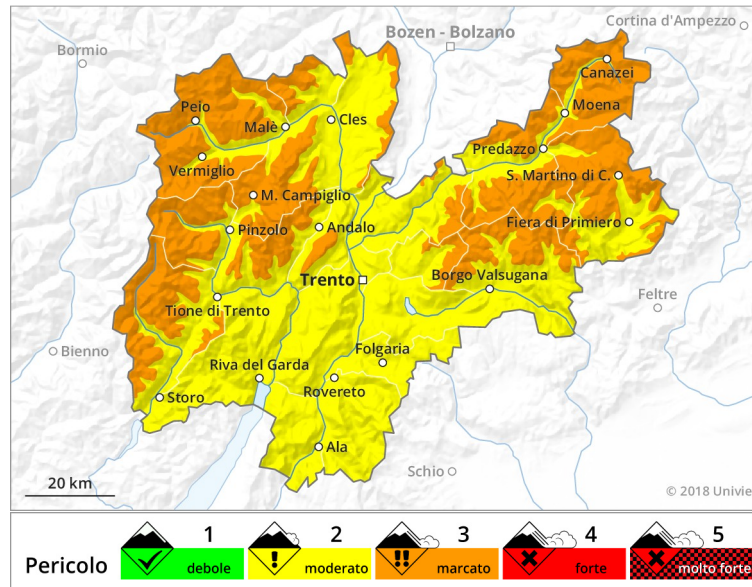 Cortina d'Ampezzo
Bozen - Bolzano
Bormio
Canazei
Peio
Moena
Malè
Cles
Predazzo
Vermiglio
S. Martino di C.
M. Campiglio
Fiera di Primiero
Pinzolo
Andalo
Trento
Borgo Valsugana
Feltre
Tione di Trento
Bienno
Folgaria
Riva del Garda
Rovereto
Storo
Ala
Schio
20 km
© 2018 Univie
1 2 3 4 5
Pericolo debole moderato marcato forte molto forte